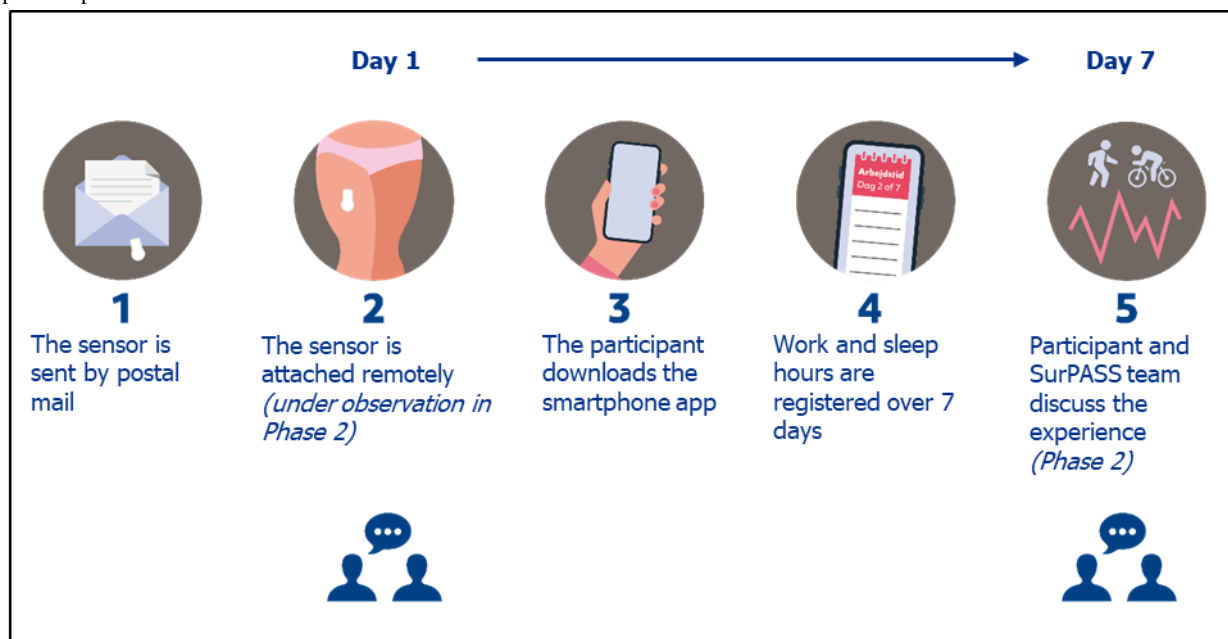 Day 1
Day 7
Arbejdstid
Dag 2 af 7
1
The sensor is
sent by postal
mail
2
The sensor is
attached remotely
(under observation in
Phase 2)
3
The participant
downloads the
smartphone app
4
Work and sleep
hours are
registered over 7
days
5
Participant and
SurPASS team
discuss the
experience
(Phase 2)